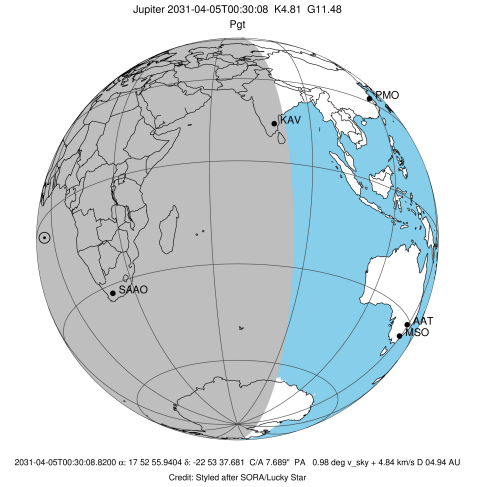 Jupiter 2031-04-05T00:30:08 K4.81 G11.48
Pgt
PMO
KAV
SAAO
AAT
MSO
2031-04-05T00:30:08.8200 α: 17 52 55.9404 δ: -22 53 37.681 C/A 7.689" PA 0.98 deg v_sky + 4.84 km/s D 04.94 AU
Credit: Styled after SORA/Lucky Star